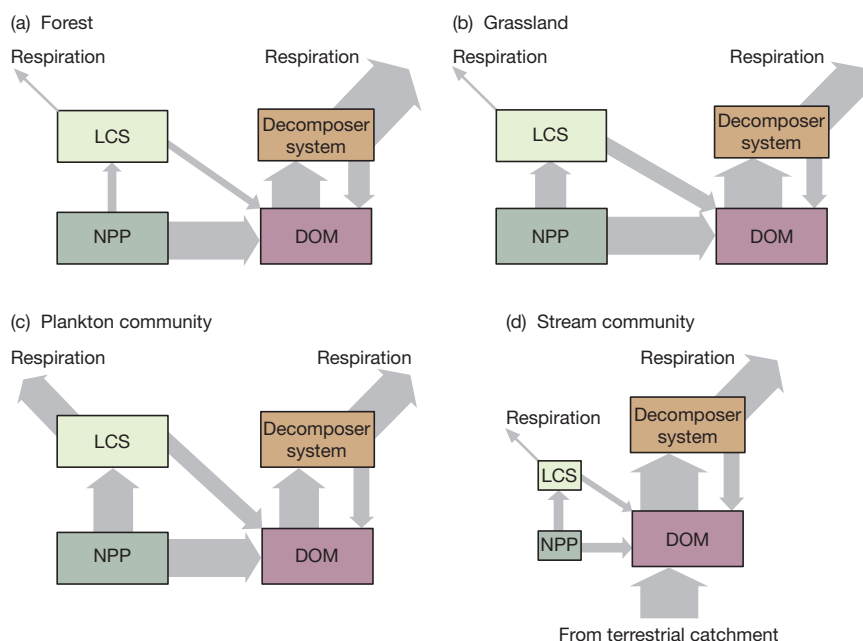 (a) Forest
Respiration
Respiration
LCS
Decomposer
system
NPP
DOM
(b) Grassland
Respiration
Respiration
LCS
Decomposer
system
NPP
DOM
(c) Plankton community
Respiration
Respiration
LCS
Decomposer
system
NPP
DOM
(d) Stream community
Respiration
Respiration
Decomposer
system
LCS
NPP
DOM
From terrestrial catchment